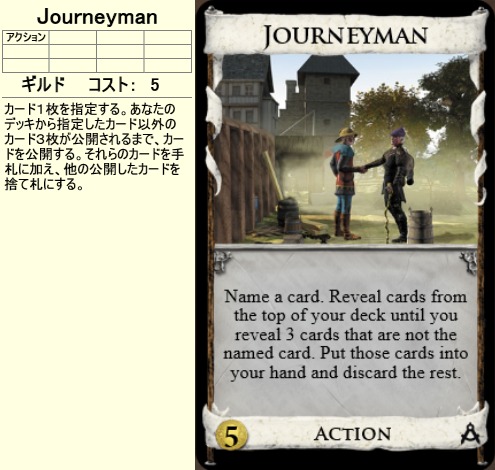 Journeyman
アクション
ギルド　コスト： 5
カード１枚を指定する。あなたの
デッキから指定したカード以外の
カード３枚が公開されるまで、カー
ドを公開する。それらのカードを手
札に加え、他の公開したカードを
捨て札にする。
JOURNEYMAN
Name a card. Reveal cards from
the top of your deck until you
reveal 3 cards that are not the
named card. Put those cards into
your hand and discard the rest.
5
ACTION